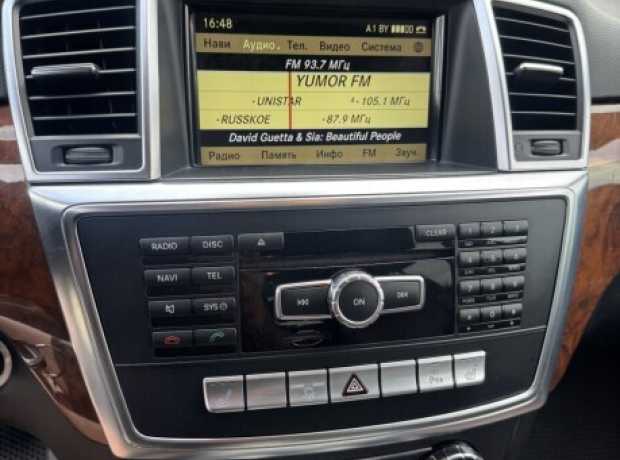 16:48 A1 BY
Нави Аудио Тел. Видео Система
FM 93.7 МГц
YUMOR FM
UNISTAR 105.1 МГц
RUSSKOE 87.9 МГц
David Guetta & Sia: Beautiful People
Радио Память Инфо FM Звук
RADIO DISC CLEAR
NAVI TEL
ON
SYS